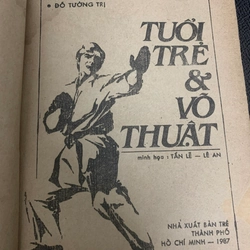 • ĐỖ TƯỜNG TRỊ
TUỔI
TRẺ
& VÕ
THUẬT
minh họa : TẤN LỄ – LÊ AN
NHÀ XUẤT BẢN TRẺ
THÀNH PHỐ
HỒ CHÍ MINH – 1987